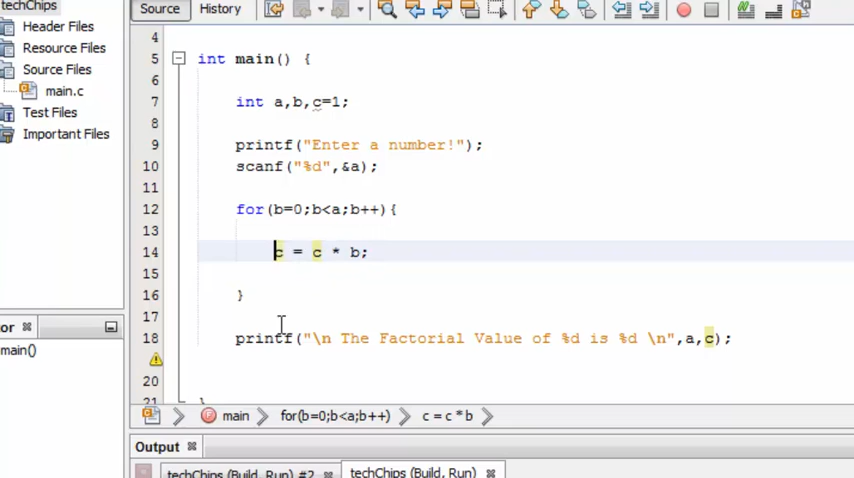 techChips
Source
History
Header Files
Resource Files
Source Files
main.c
Test Files
Important Files
4
5 int main() {
6
7 int a,b,c=1;
8
9 printf("Enter a number!");
10 scanf("%d",&a);
11
12 for(b=0;b<a;b++){
13
14 c = c * b;
15
16 }
17
18 printf("\n The Factorial Value of %d is %d \n",a,c);
20
21 }
tor
main()
main
for(b=0;b<a;b++)
c = c * b
Output
techChips (Build, Run) #2
techChips (Build, Run)